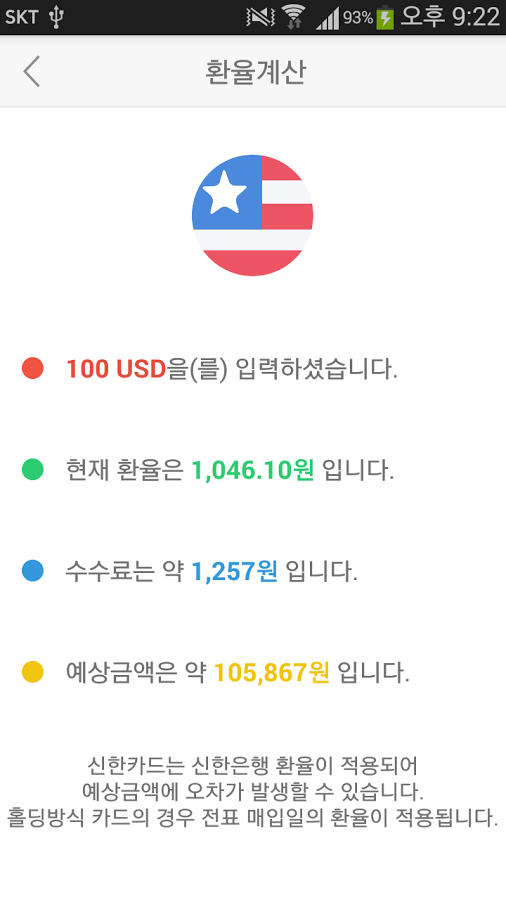 SKT 93% 오후 9:22
환율계산
100 USD을(를) 입력하셨습니다.
현재 환율은 1,046.10원 입니다.
수수료는 약 1,257원 입니다.
예상금액은 약 105,867원 입니다.
신한카드는 신한은행 환율이 적용되어
예상금액에 오차가 발생할 수 있습니다.
홀딩방식 카드의 경우 전표 매입일의 환율이 적용됩니다.